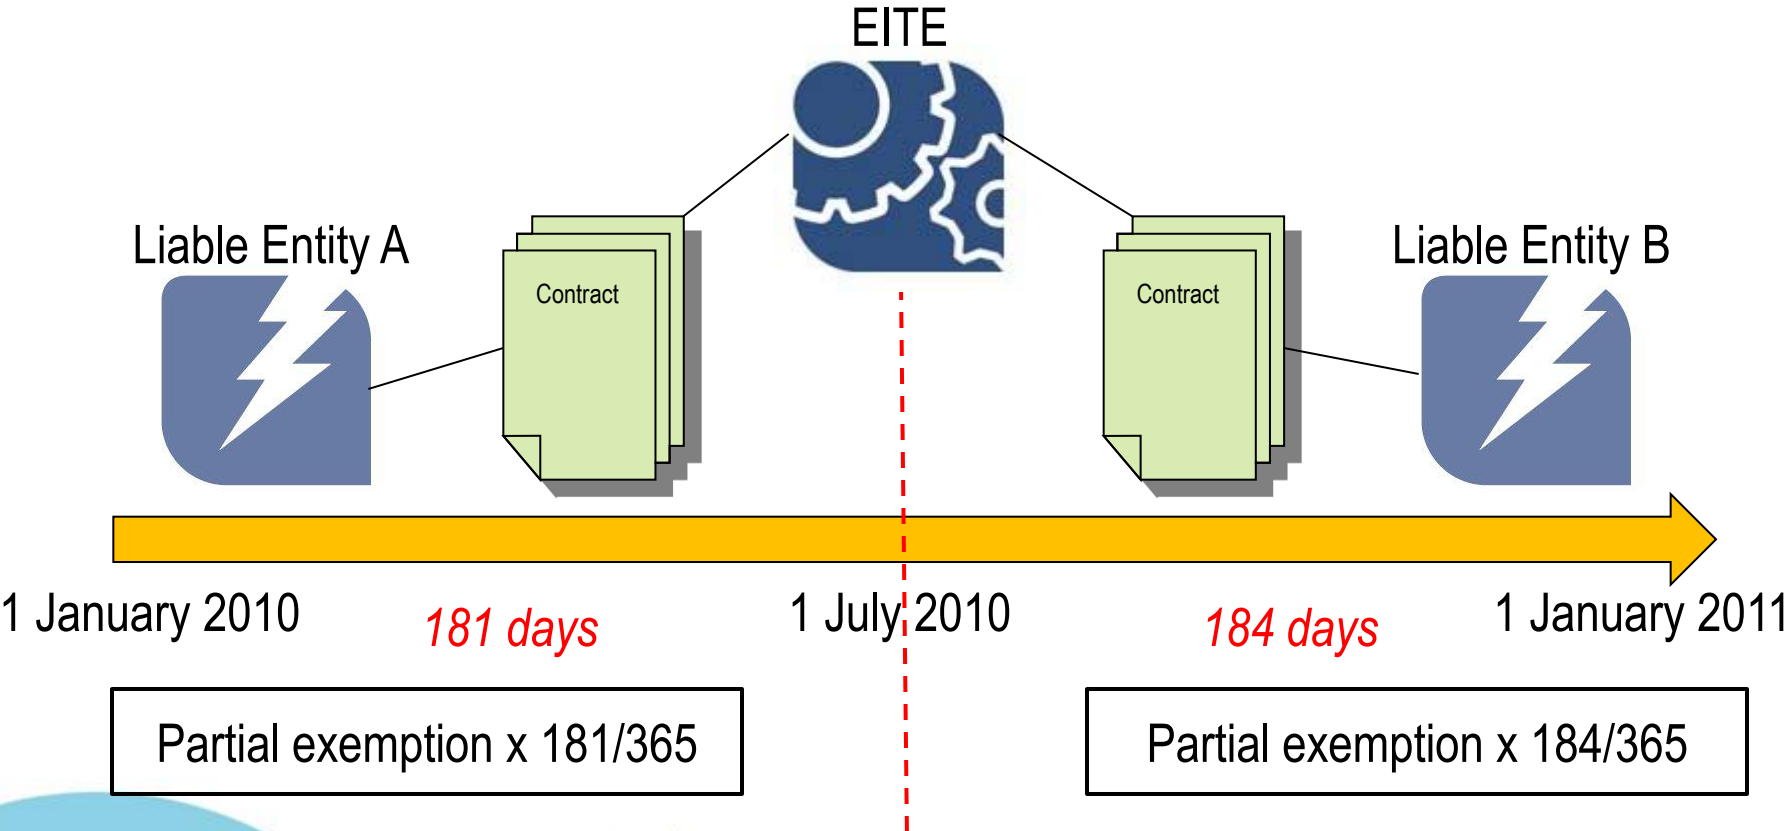 EITE
Liable Entity A
Liable Entity B
Contract
Contract
1 January 2010
181 days
1 July 2010
184 days
1 January 2011
Partial exemption x 181/365
Partial exemption x 184/365